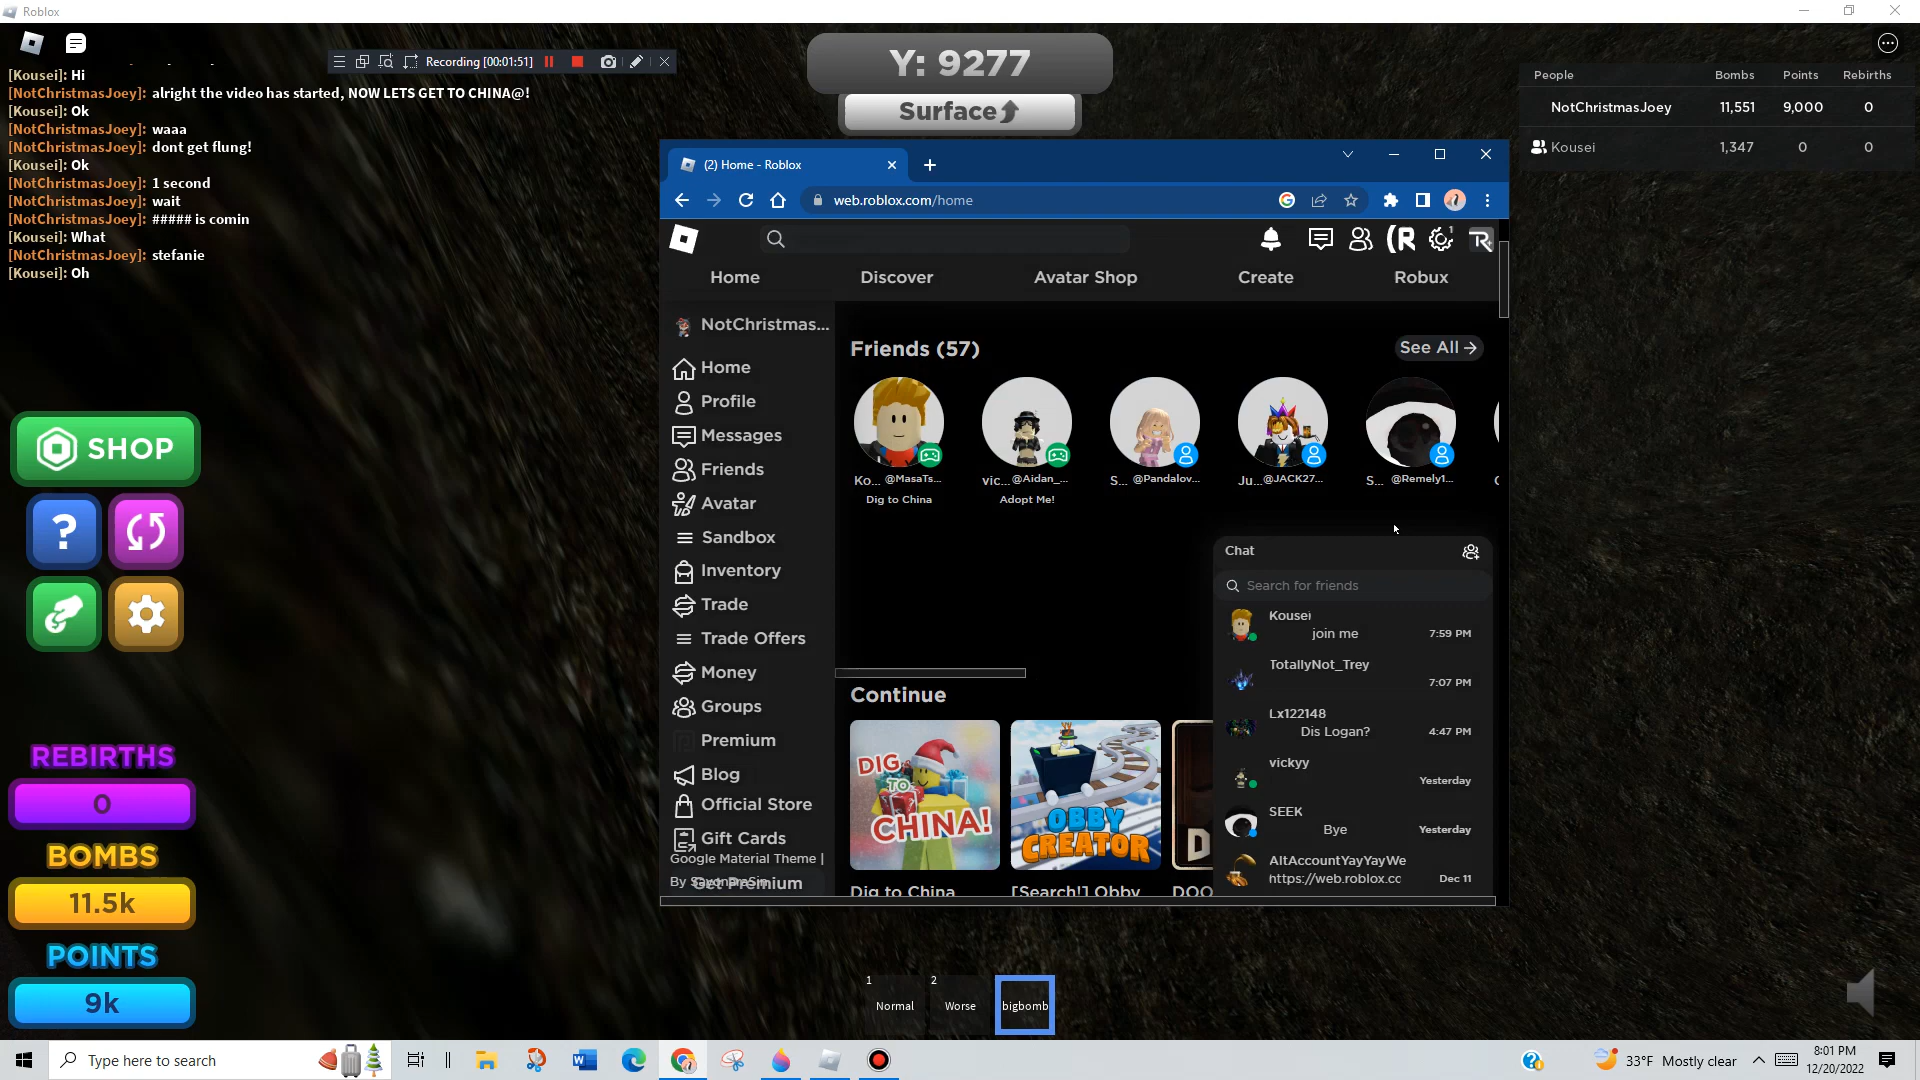 Roblox
[Kousei]: Hi
[NotChristmasJoey]: alright the video has started, NOW LETS GET TO CHINA@!
[Kousei]: Ok
[NotChristmasJoey]: waaa
[NotChristmasJoey]: dont get flung!
[Kousei]: Ok
[NotChristmasJoey]: 1 second
[NotChristmasJoey]: wait
[NotChristmasJoey]: ##### is comin
[Kousei]: What
[NotChristmasJoey]: stefanie
[Kousei]: Oh
Recording [00:01:51]
Y: 9277
Surface
People Bombs Points Rebirths
NotChristmasJoey 11,551 9,000 0
Kousei 1,347 0 0
SHOP
?
REBIRTHS
0
BOMBS
11.5k
POINTS
9k
(2) Home - Roblox
web.roblox.com/home
Home Discover Avatar Shop Create Robux
NotChristmas...
Home
Profile
Messages
Friends
Avatar
Sandbox
Inventory
Trade
Trade Offers
Money
Groups
Premium
Blog
Official Store
Gift Cards
Google Material Theme |
Get Premium
Friends (57) See All
Ko... @MasaTs... vic... @Aidan_... S... @Pandalov... Ju... @JACK27... S... @Remely1...
Dig to China Adopt Me!
Continue
DIG TO CHINA!
OBBY CREATOR
Dig to China [Search!] Obby DOO
Chat
Search for friends
Kousei
join me 7:59 PM
TotallyNot_Trey
7:07 PM
Lx122148
Dis Logan? 4:47 PM
vickyy
Yesterday
SEEK
Bye Yesterday
AltAccountYayYayWe
https://web.roblox.cc Dec 11
1 2
Normal Worse bigbomb
Type here to search
33°F Mostly clear
8:01 PM
12/20/2022